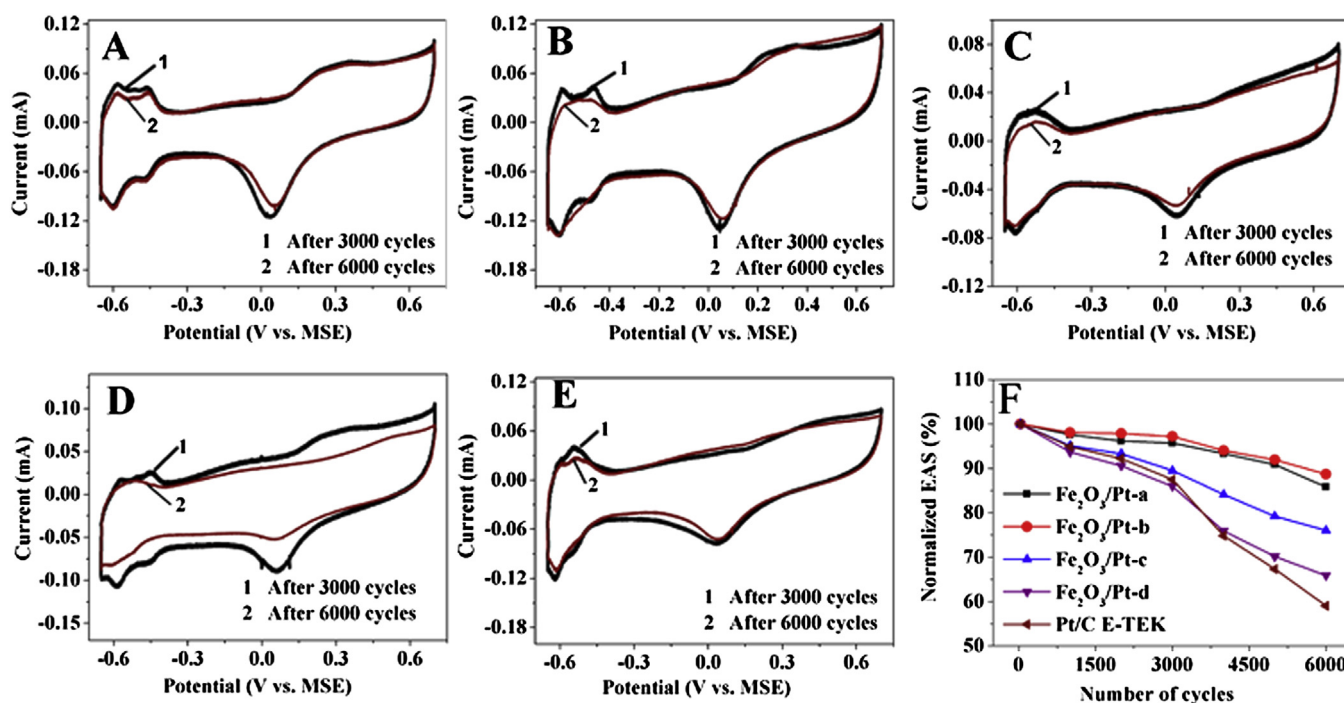 A
0.12
0.06
0.00
-0.06
-0.12
-0.18
Current (mA)
1
2
1 After 3000 cycles
2 After 6000 cycles
-0.6 -0.3 0.0 0.3 0.6
Potential (V vs. MSE)
B
0.12
0.06
0.00
-0.06
-0.12
-0.18
Current (mA)
1
2
1 After 3000 cycles
2 After 6000 cycles
-0.6 -0.4 -0.2 0.0 0.2 0.4 0.6
Potential (V vs. MSE)
C
0.08
0.04
0.00
-0.04
-0.08
-0.12
Current (mA)
1
2
1 After 3000 cycles
2 After 6000 cycles
-0.6 -0.3 0.0 0.3 0.6
Potential (V vs. MSE)
D
0.10
0.05
0.00
-0.05
-0.10
-0.15
Current (mA)
1
2
1 After 3000 cycles
2 After 6000 cycles
-0.6 -0.3 0.0 0.3 0.6
Potential (V vs. MSE)
E
0.12
0.06
0.00
-0.06
-0.12
-0.18
Current (mA)
1
2
1 After 3000 cycles
2 After 6000 cycles
-0.6 -0.3 0.0 0.3 0.6
Potential (V vs. MSE)
F
110
100
90
80
70
60
50
Normalized EAS (%)
Fe₂O₃/Pt-a
Fe₂O₃/Pt-b
Fe₂O₃/Pt-c
Fe₂O₃/Pt-d
Pt/C E-TEK
0 1500 3000 4500 6000
Number of cycles